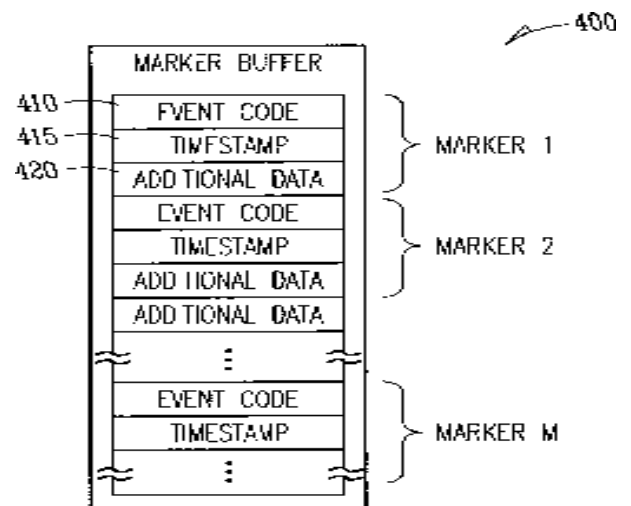 400
MARKER BUFFER
410 EVENT CODE
415 TIMESTAMP MARKER 1
420 ADDITIONAL DATA
EVENT CODE
TIMESTAMP MARKER 2
ADDITIONAL DATA
ADDITIONAL DATA
⋮
EVENT CODE
TIMESTAMP MARKER M
⋮